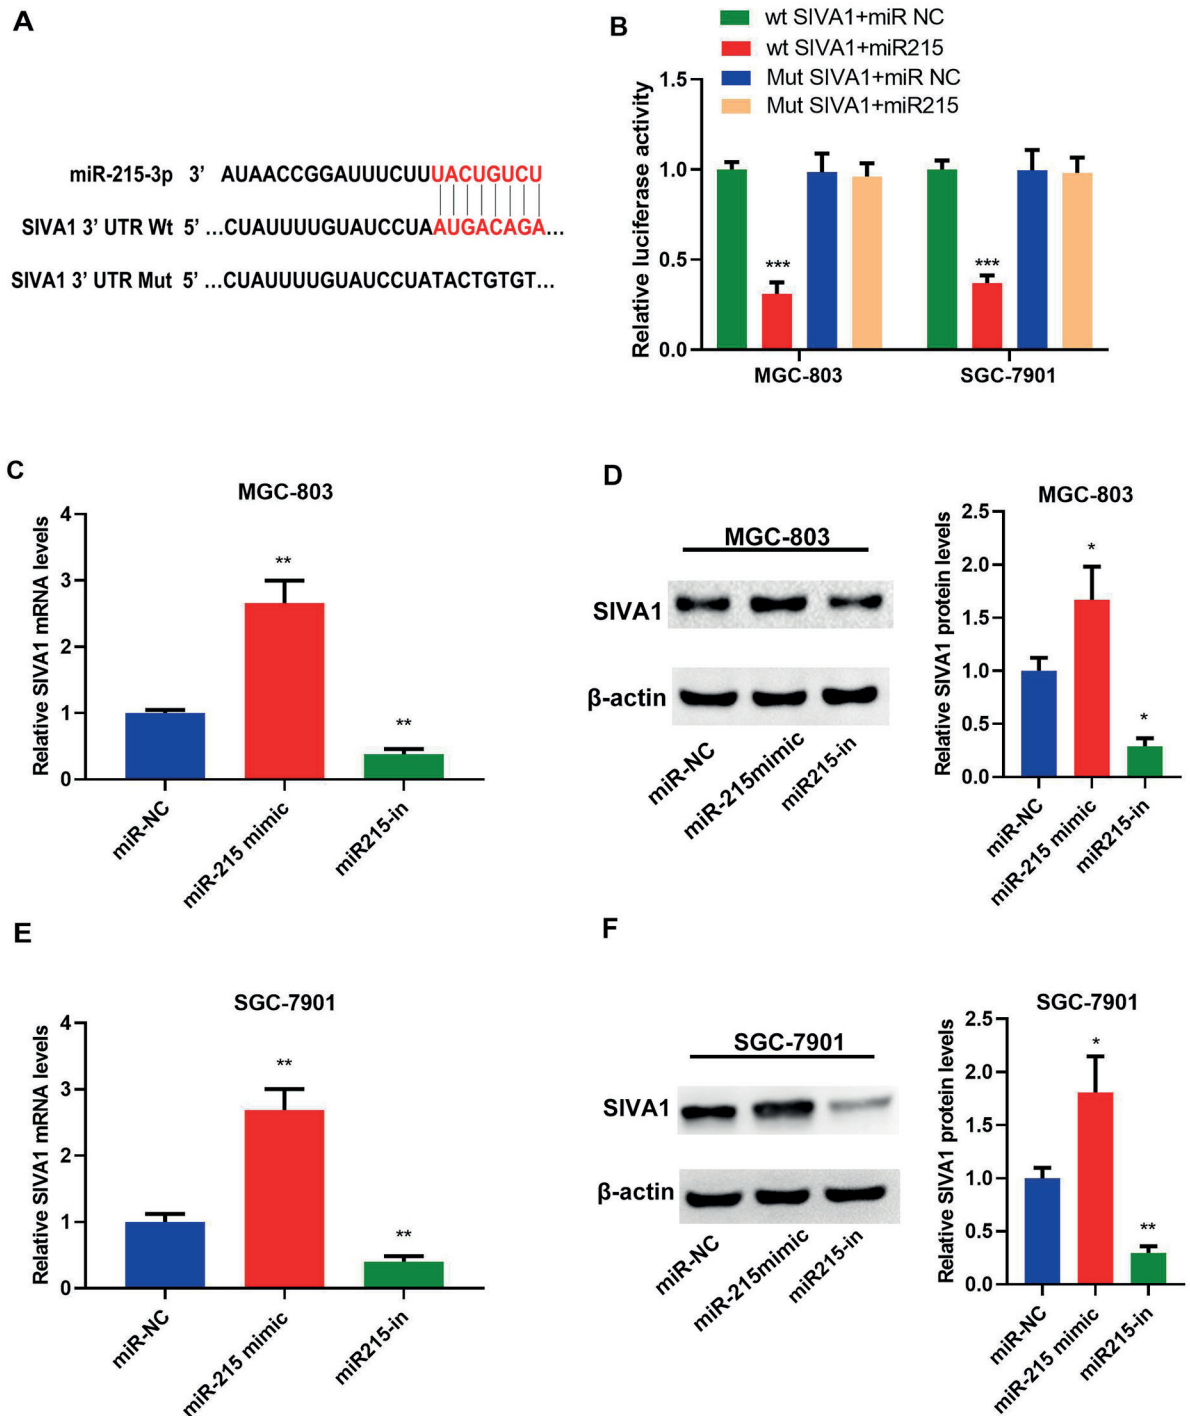 A
miR-215-3p 3’ AUAACCGGAUUUCUUUACUGUCU
SIVA1 3’ UTR Wt 5’ ...CUAUUUUGUAUCCUAAUGACAGA...
SIVA1 3’ UTR Mut 5’ ...CUAUUUUGUAUCCUATACTGTGT...
B
wt SIVA1+miR NC
wt SIVA1+miR215
Mut SIVA1+miR NC
Mut SIVA1+miR215
Relative luciferase activity
1.5
1.0
0.5
0.0
***
***
MGC-803
SGC-7901
C
MGC-803
Relative SIVA1 mRNA levels
4
3
2
1
0
**
**
miR-NC
miR-215 mimic
miR215-in
D
MGC-803
SIVA1
β-actin
miR-NC
miR-215mimic
miR215-in
MGC-803
Relative SIVA1 protein levels
2.5
2.0
1.5
1.0
0.5
0.0
*
*
miR-NC
miR-215 mimic
miR215-in
E
SGC-7901
Relative SIVA1 mRNA levels
4
3
2
1
0
**
**
miR-NC
miR-215 mimic
miR215-in
F
SGC-7901
SIVA1
β-actin
miR-NC
miR-215mimic
miR215-in
SGC-7901
Relative SIVA1 protein levels
2.5
2.0
1.5
1.0
0.5
0.0
*
**
miR-NC
miR-215 mimic
miR215-in